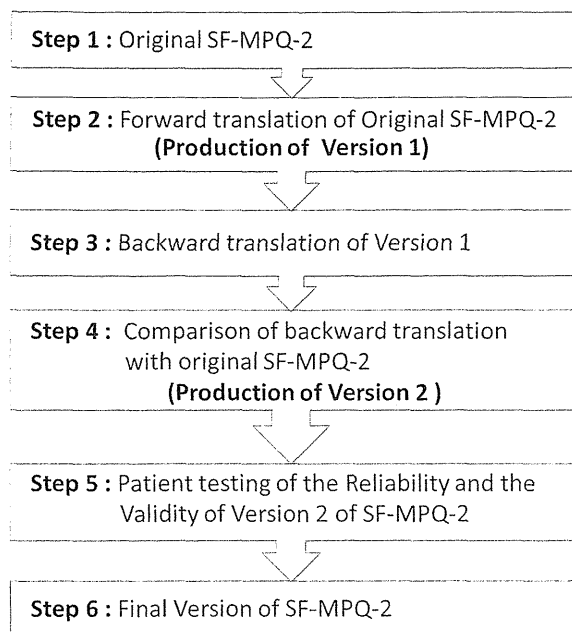 Step 1 : Original SF-MPQ-2
Step 2 : Forward translation of Original SF-MPQ-2
(Production of Version 1)
Step 3 : Backward translation of Version 1
Step 4 : Comparison of backward translation
with original SF-MPQ-2
(Production of Version 2 )
Step 5 : Patient testing of the Reliability and the
Validity of Version 2 of SF-MPQ-2
Step 6 : Final Version of SF-MPQ-2